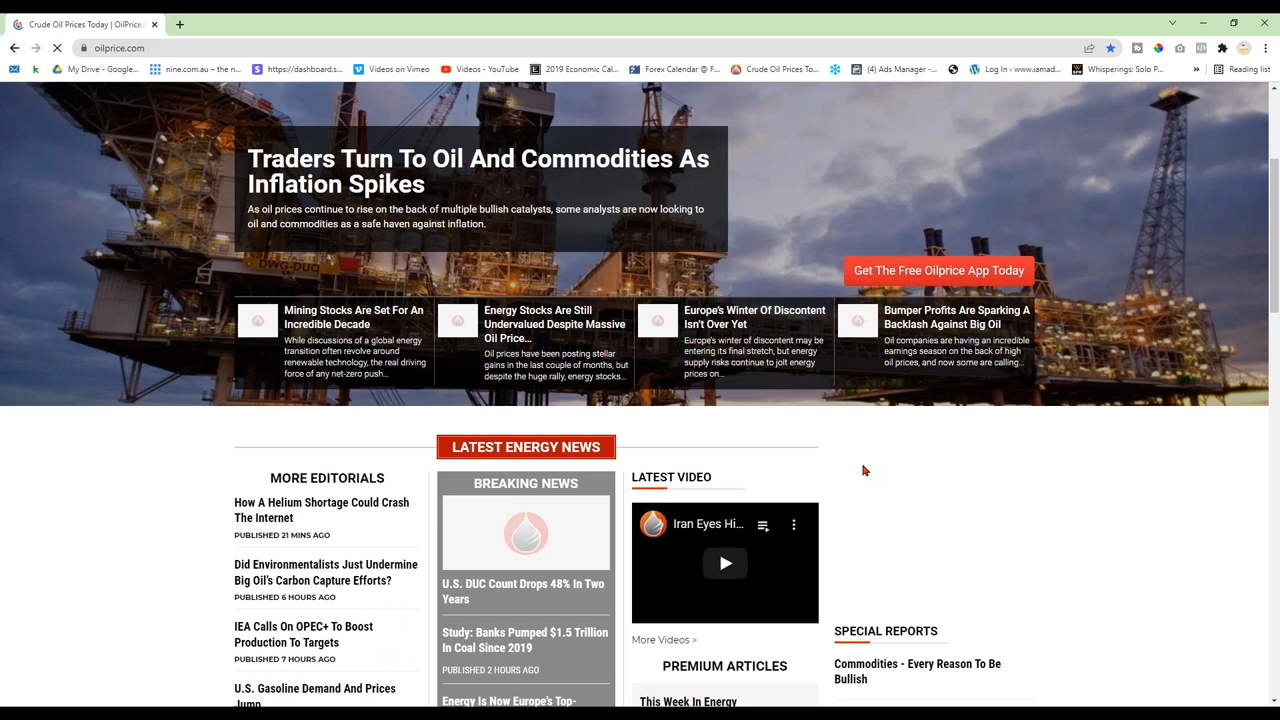 Crude Oil Prices Today | OilPrice.
oilprice.com
My Drive - Google...
nine.com.au – the n...
https://dashboard.s...
Videos on Vimeo
Videos - YouTube
2019 Economic Cal...
Forex Calendar @ F...
Crude Oil Prices To...
(4) Ads Manager -...
Log In ‹ www.iamad...
Whisperings: Solo P...
Reading list
Traders Turn To Oil And Commodities As
Inflation Spikes
As oil prices continue to rise on the back of multiple bullish catalysts, some analysts are now looking to
oil and commodities as a safe haven against inflation.
DWG-DUQ
Get The Free Oilprice App Today
Mining Stocks Are Set For An
Incredible Decade
While discussions of a global energy
transition often revolve around
renewable technology, the real driving
force of any net-zero push...
Energy Stocks Are Still
Undervalued Despite Massive
Oil Price...
Oil prices have been posting stellar
gains in the last couple of months, but
despite the huge rally, energy stocks...
Europe's Winter Of Discontent
Isn't Over Yet
Europe's winter of discontent may be
entering its final stretch, but energy
supply risks continue to jolt energy
prices on...
Bumper Profits Are Sparking A
Backlash Against Big Oil
Oil companies are having an incredible
earnings season on the back of high
oil prices, and now some are calling...
LATEST ENERGY NEWS
MORE EDITORIALS
How A Helium Shortage Could Crash
The Internet
PUBLISHED 21 MINS AGO
Did Environmentalists Just Undermine
Big Oil's Carbon Capture Efforts?
PUBLISHED 6 HOURS AGO
IEA Calls On OPEC+ To Boost
Production To Targets
PUBLISHED 7 HOURS AGO
U.S. Gasoline Demand And Prices
Jump
BREAKING NEWS
U.S. DUC Count Drops 48% In Two
Years
Study: Banks Pumped $1.5 Trillion
In Coal Since 2019
PUBLISHED 2 HOURS AGO
Energy Is Now Europe's Top-
LATEST VIDEO
Iran Eyes Hi...
More Videos >
PREMIUM ARTICLES
This Week In Energy
SPECIAL REPORTS
Commodities - Every Reason To Be
Bullish